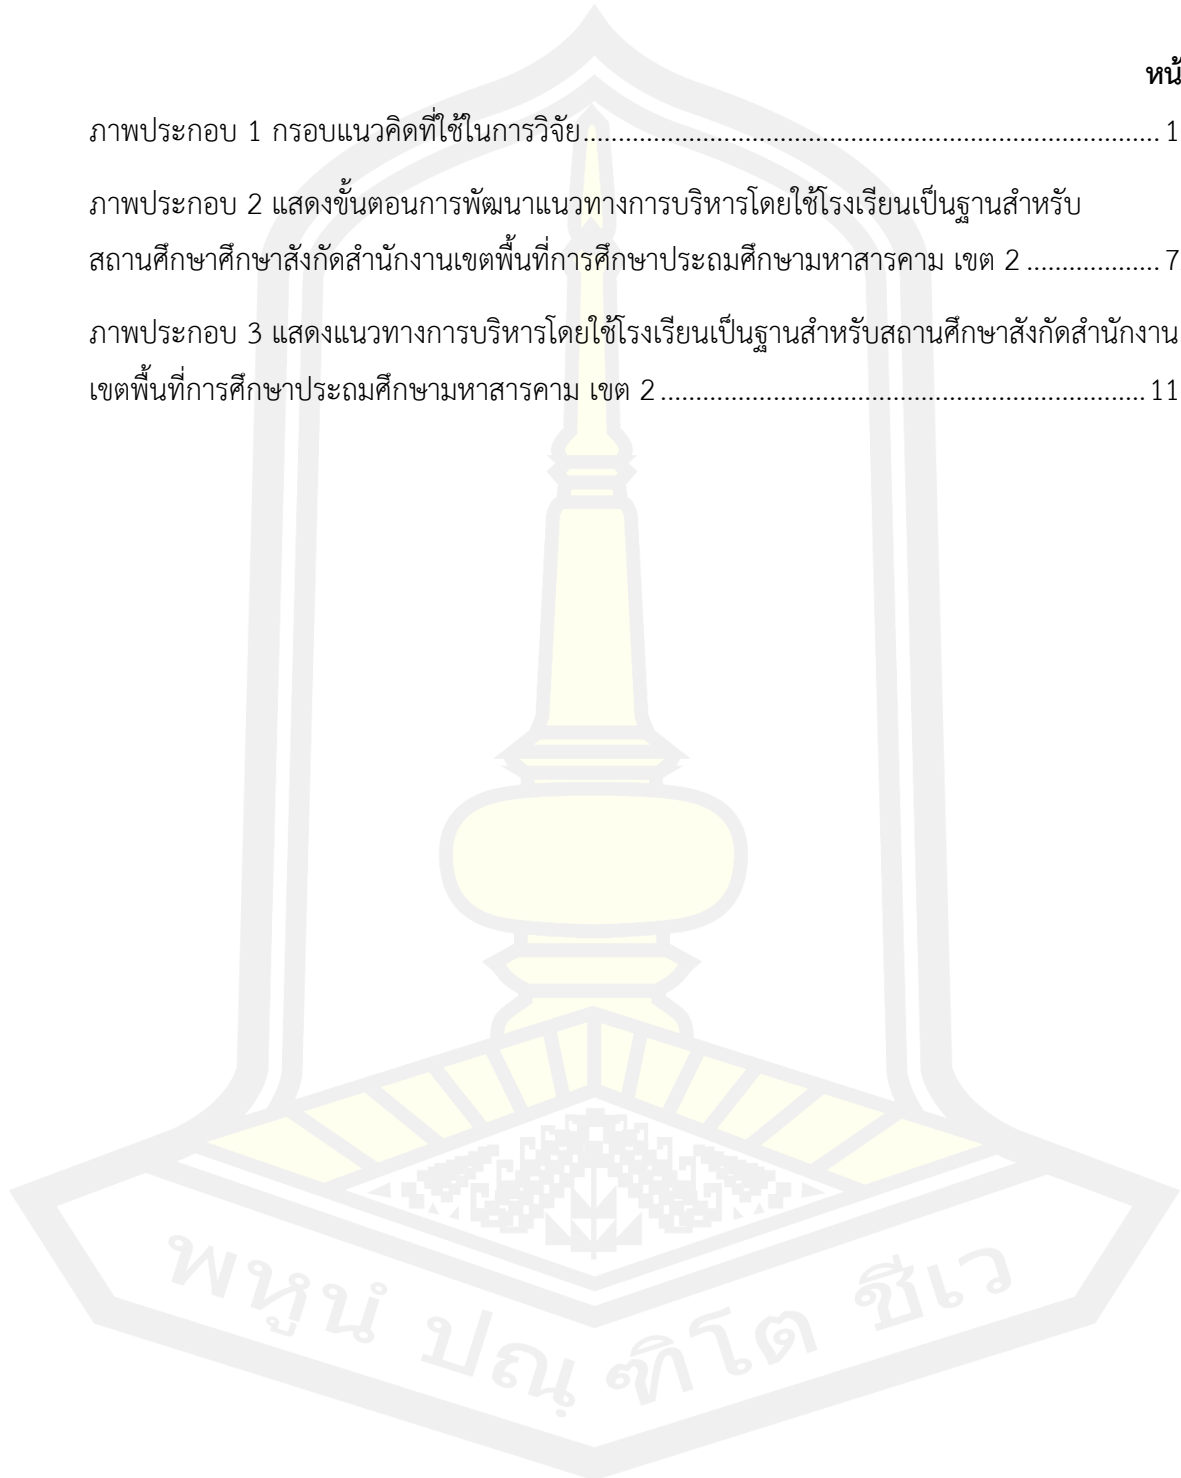 หน้
ภาพประกอบ 1 กรอบแนวคิดที่ใช้ในการวิจัย.................................................................................. 1
ภาพประกอบ 2 แสดงขั้นตอนการพัฒนาแนวทางการบริหารโดยใช้โรงเรียนเป็นฐานสำหรับ
สถานศึกษาศึกษาสังกัดสำนักงานเขตพื้นที่การศึกษาประถมศึกษามหาสารคาม เขต 2 ................... 7
ภาพประกอบ 3 แสดงแนวทางการบริหารโดยใช้โรงเรียนเป็นฐานสำหรับสถานศึกษาสังกัดสำนักงาน
เขตพื้นที่การศึกษาประถมศึกษามหาสารคาม เขต 2 ..................................................................... 11
พหูนํ ปณฺ ฑิโต ชีเว